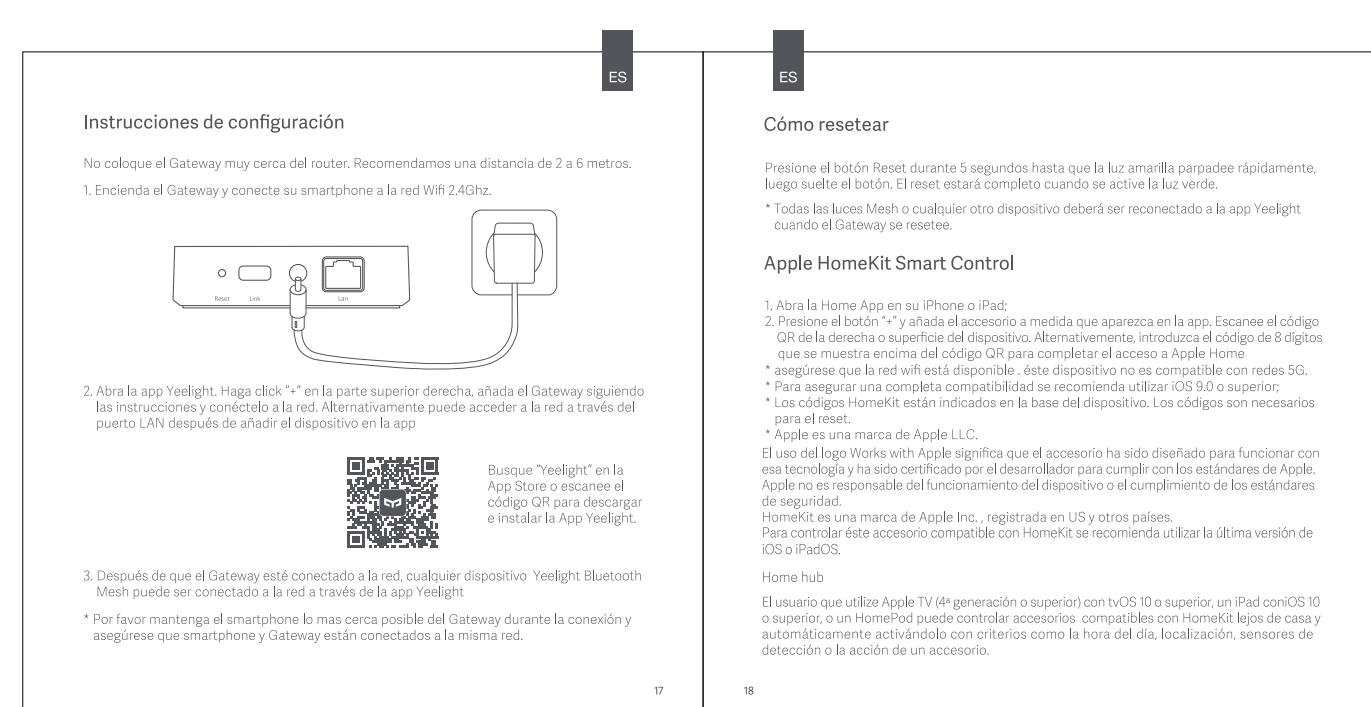 ES
Instrucciones de configuración
No coloque el Gateway muy cerca del router. Recomendamos una distancia de 2 a 6 metros.
1. Encienda el Gateway y conecte su smartphone a la red Wifi 2.4Ghz.
Reset Link Lan
2. Abra la app Yeelight. Haga click "+" en la parte superior derecha, añada el Gateway siguiendo
las instrucciones y conéctelo a la red. Alternativamente puede acceder a la red a través del
puerto LAN después de añadir el dispositivo en la app
Busque "Yeelight" en la
App Store o escanee el
código QR para descargar
e instalar la App Yeelight.
3. Después de que el Gateway esté conectado a la red, cualquier dispositivo Yeelight Bluetooth
Mesh puede ser conectado a la red a través de la app Yeelight
* Por favor mantenga el smartphone lo mas cerca posible del Gateway durante la conexión y
asegúrese que smartphone y Gateway están conectados a la misma red.
17
ES
Cómo resetear
Presione el botón Reset durante 5 segundos hasta que la luz amarilla parpadee rápidamente,
luego suelte el botón. El reset estará completo cuando se active la luz verde.
* Todas las luces Mesh o cualquier otro dispositivo deberá ser reconectado a la app Yeelight
cuando el Gateway se resetee.
Apple HomeKit Smart Control
1. Abra la Home App en su iPhone o iPad;
2. Presione el botón "+" y añada el accesorio a medida que aparezca en la app. Escanee el código
QR de la derecha o superficie del dispositivo. Alternativamente, introduzca el código de 8 dígitos
que se muestra encima del código QR para completar el acceso a Apple Home
* asegúrese que la red wifi está disponible . éste dispositivo no es compatible con redes 5G.
* Para asegurar una completa compatibilidad se recomienda utilizar iOS 9.0 o superior;
* Los códigos HomeKit están indicados en la base del dispositivo. Los códigos son necesarios
para el reset.
* Apple es una marca de Apple LLC.
El uso del logo Works with Apple significa que el accesorio ha sido diseñado para funcionar con
esa tecnología y ha sido certificado por el desarrollador para cumplir con los estándares de Apple.
Apple no es responsable del funcionamiento del dispositivo o el cumplimiento de los estándares
de seguridad.
HomeKit es una marca de Apple Inc. , registrada en US y otros países.
Para controlar éste accesorio compatible con HomeKit se recomienda utilizar la última versión de
iOS o iPadOS.
Home hub
El usuario que utilize Apple TV (4ª generación o superior) con tvOS 10 o superior, un iPad coniOS 10
o superior, o un HomePod puede controlar accesorios compatibles con HomeKit lejos de casa y
automáticamente activándolo con criterios como la hora del día, localización, sensores de
detección o la acción de un accesorio.
18